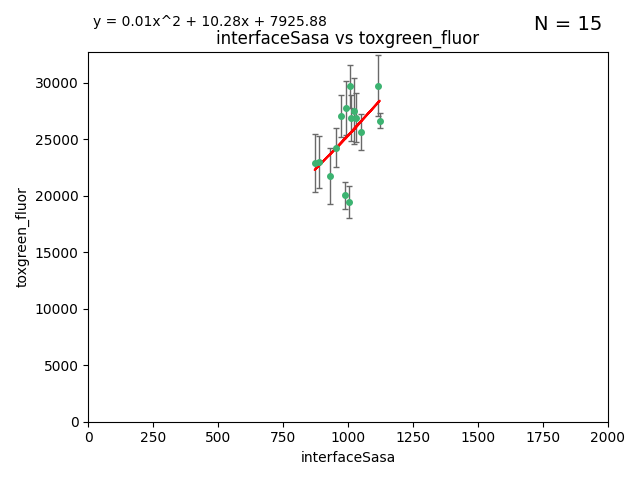 y = 0.01x^2 + 10.28x + 7925.88
N = 15
interfaceSasa vs toxgreen_fluor
toxgreen_fluor
30000
25000
20000
15000
10000
5000
0
0 250 500 750 1000 1250 1500 1750 2000
interfaceSasa